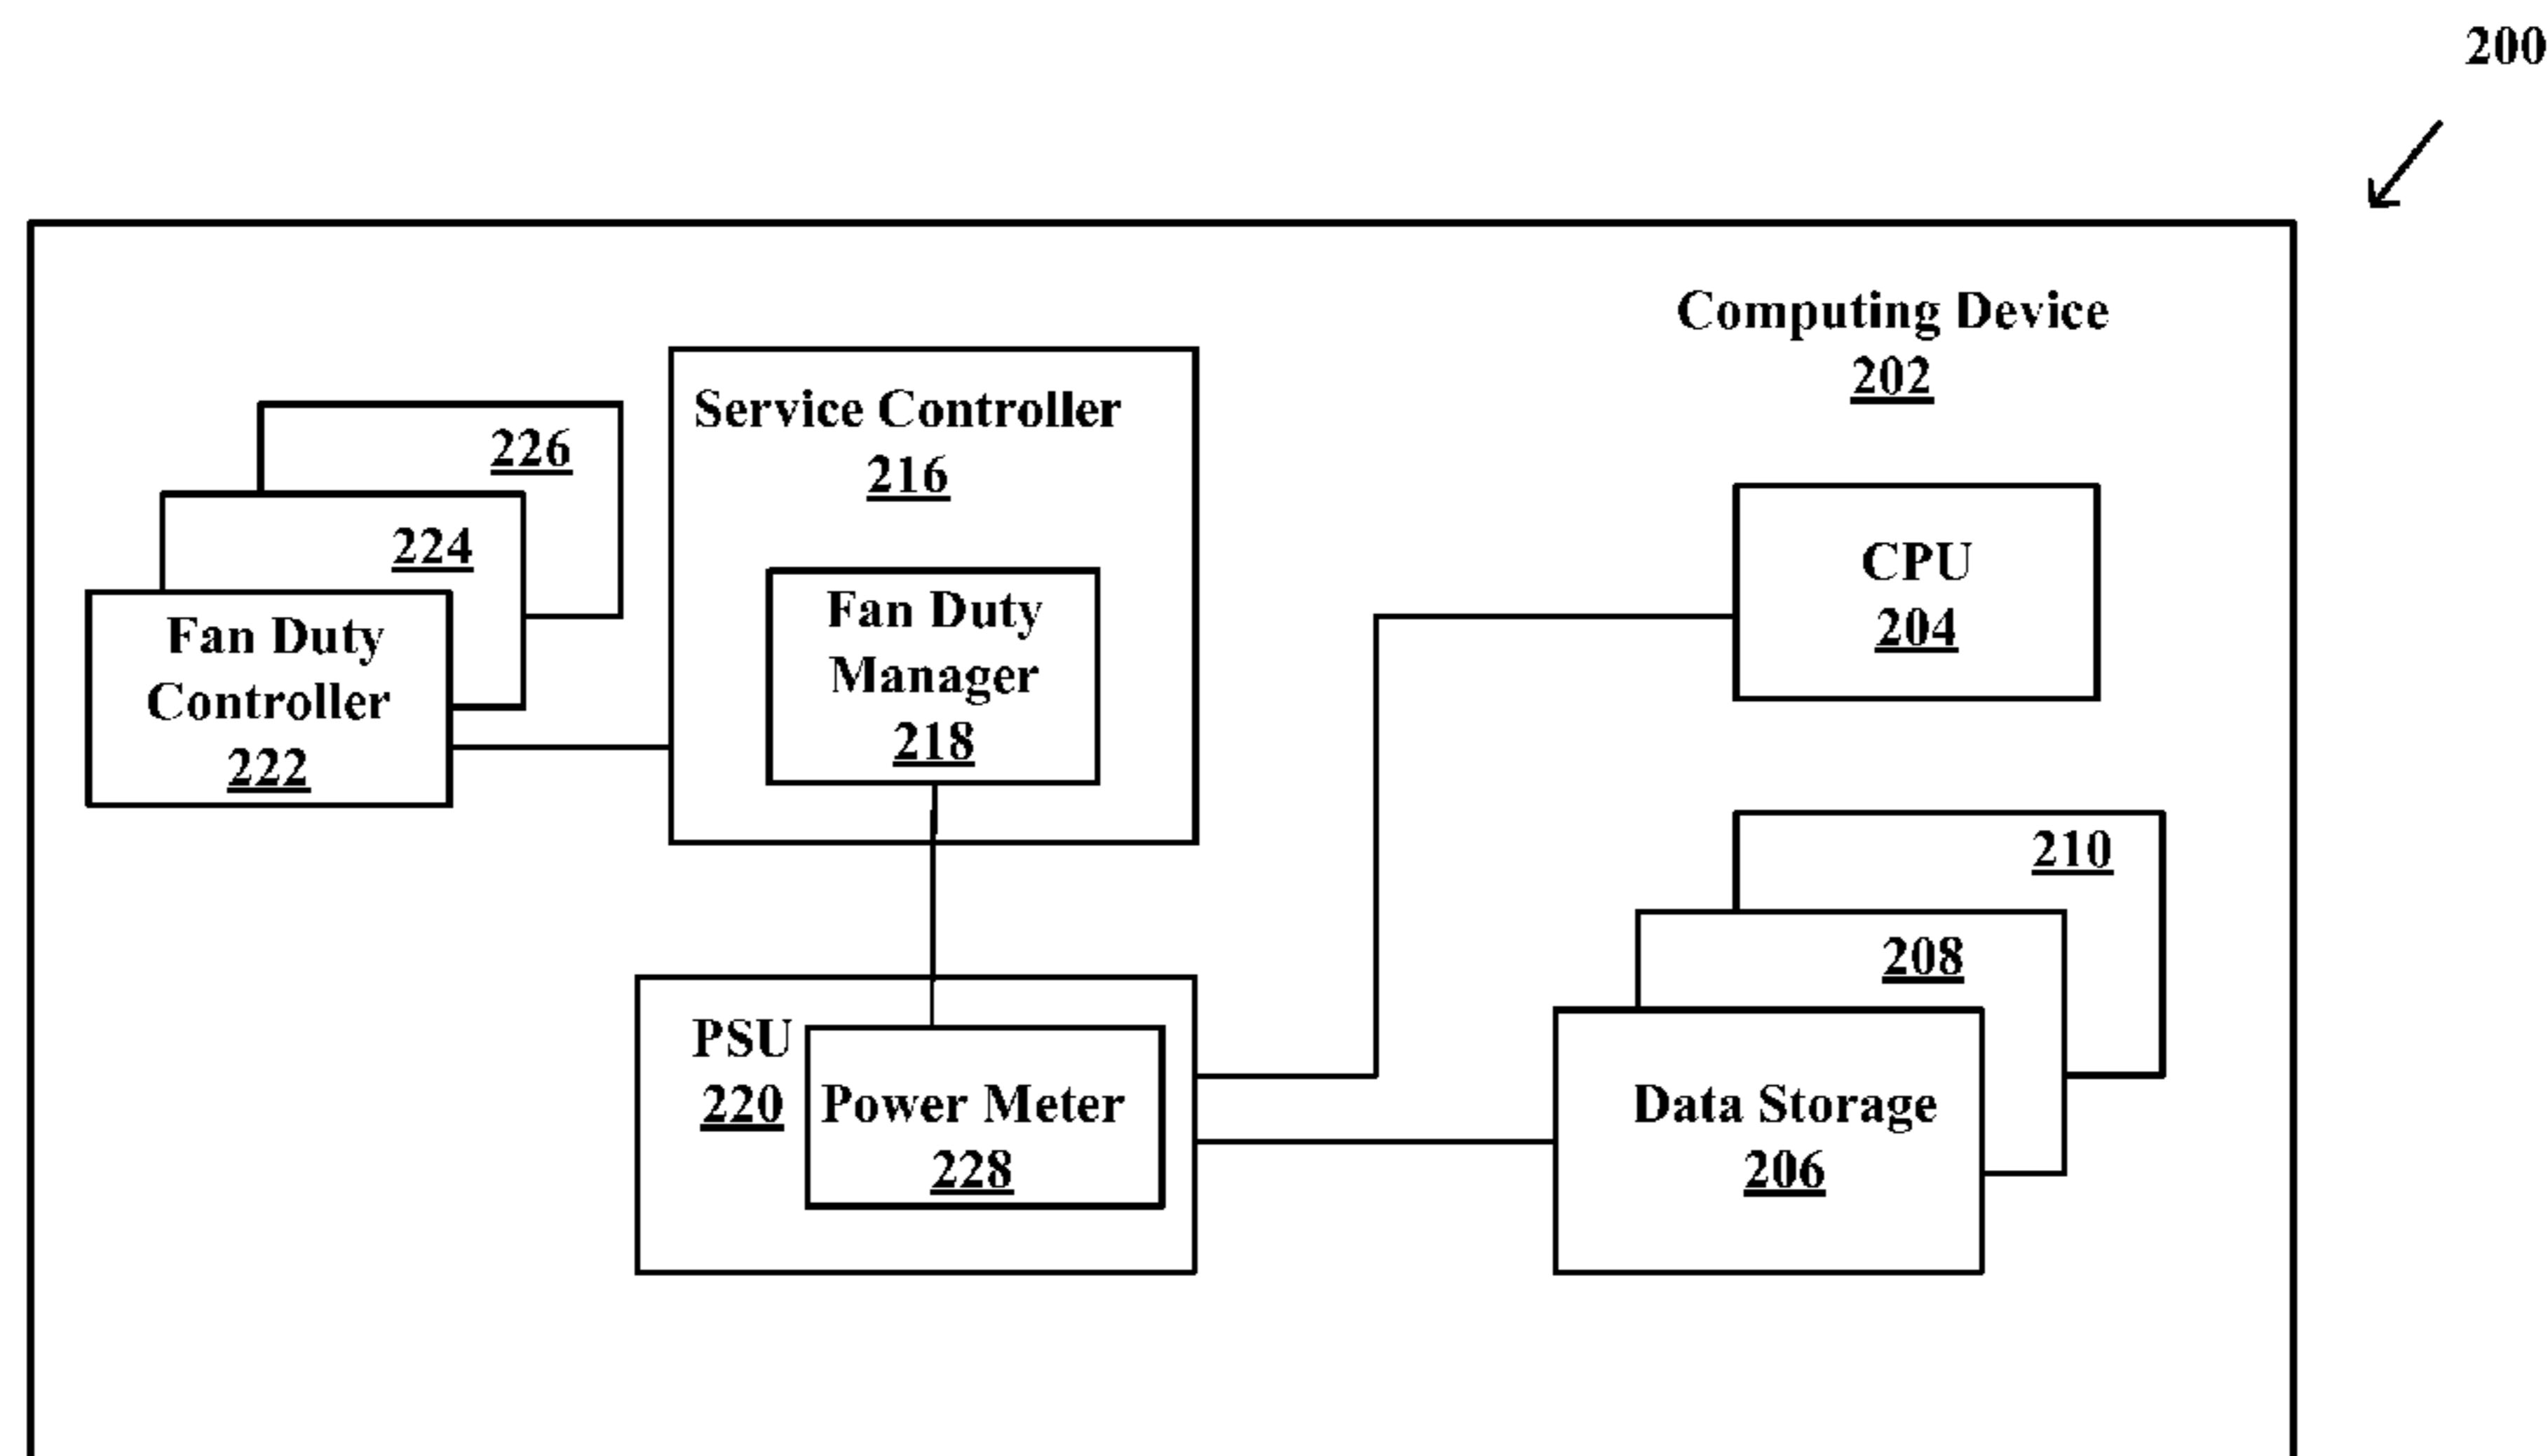 200
Computing Device
202
Service Controller
216
226
224
Fan Duty
Controller
222
Fan Duty
Manager
218
CPU
204
210
208
Data Storage
206
PSU
220
Power Meter
228